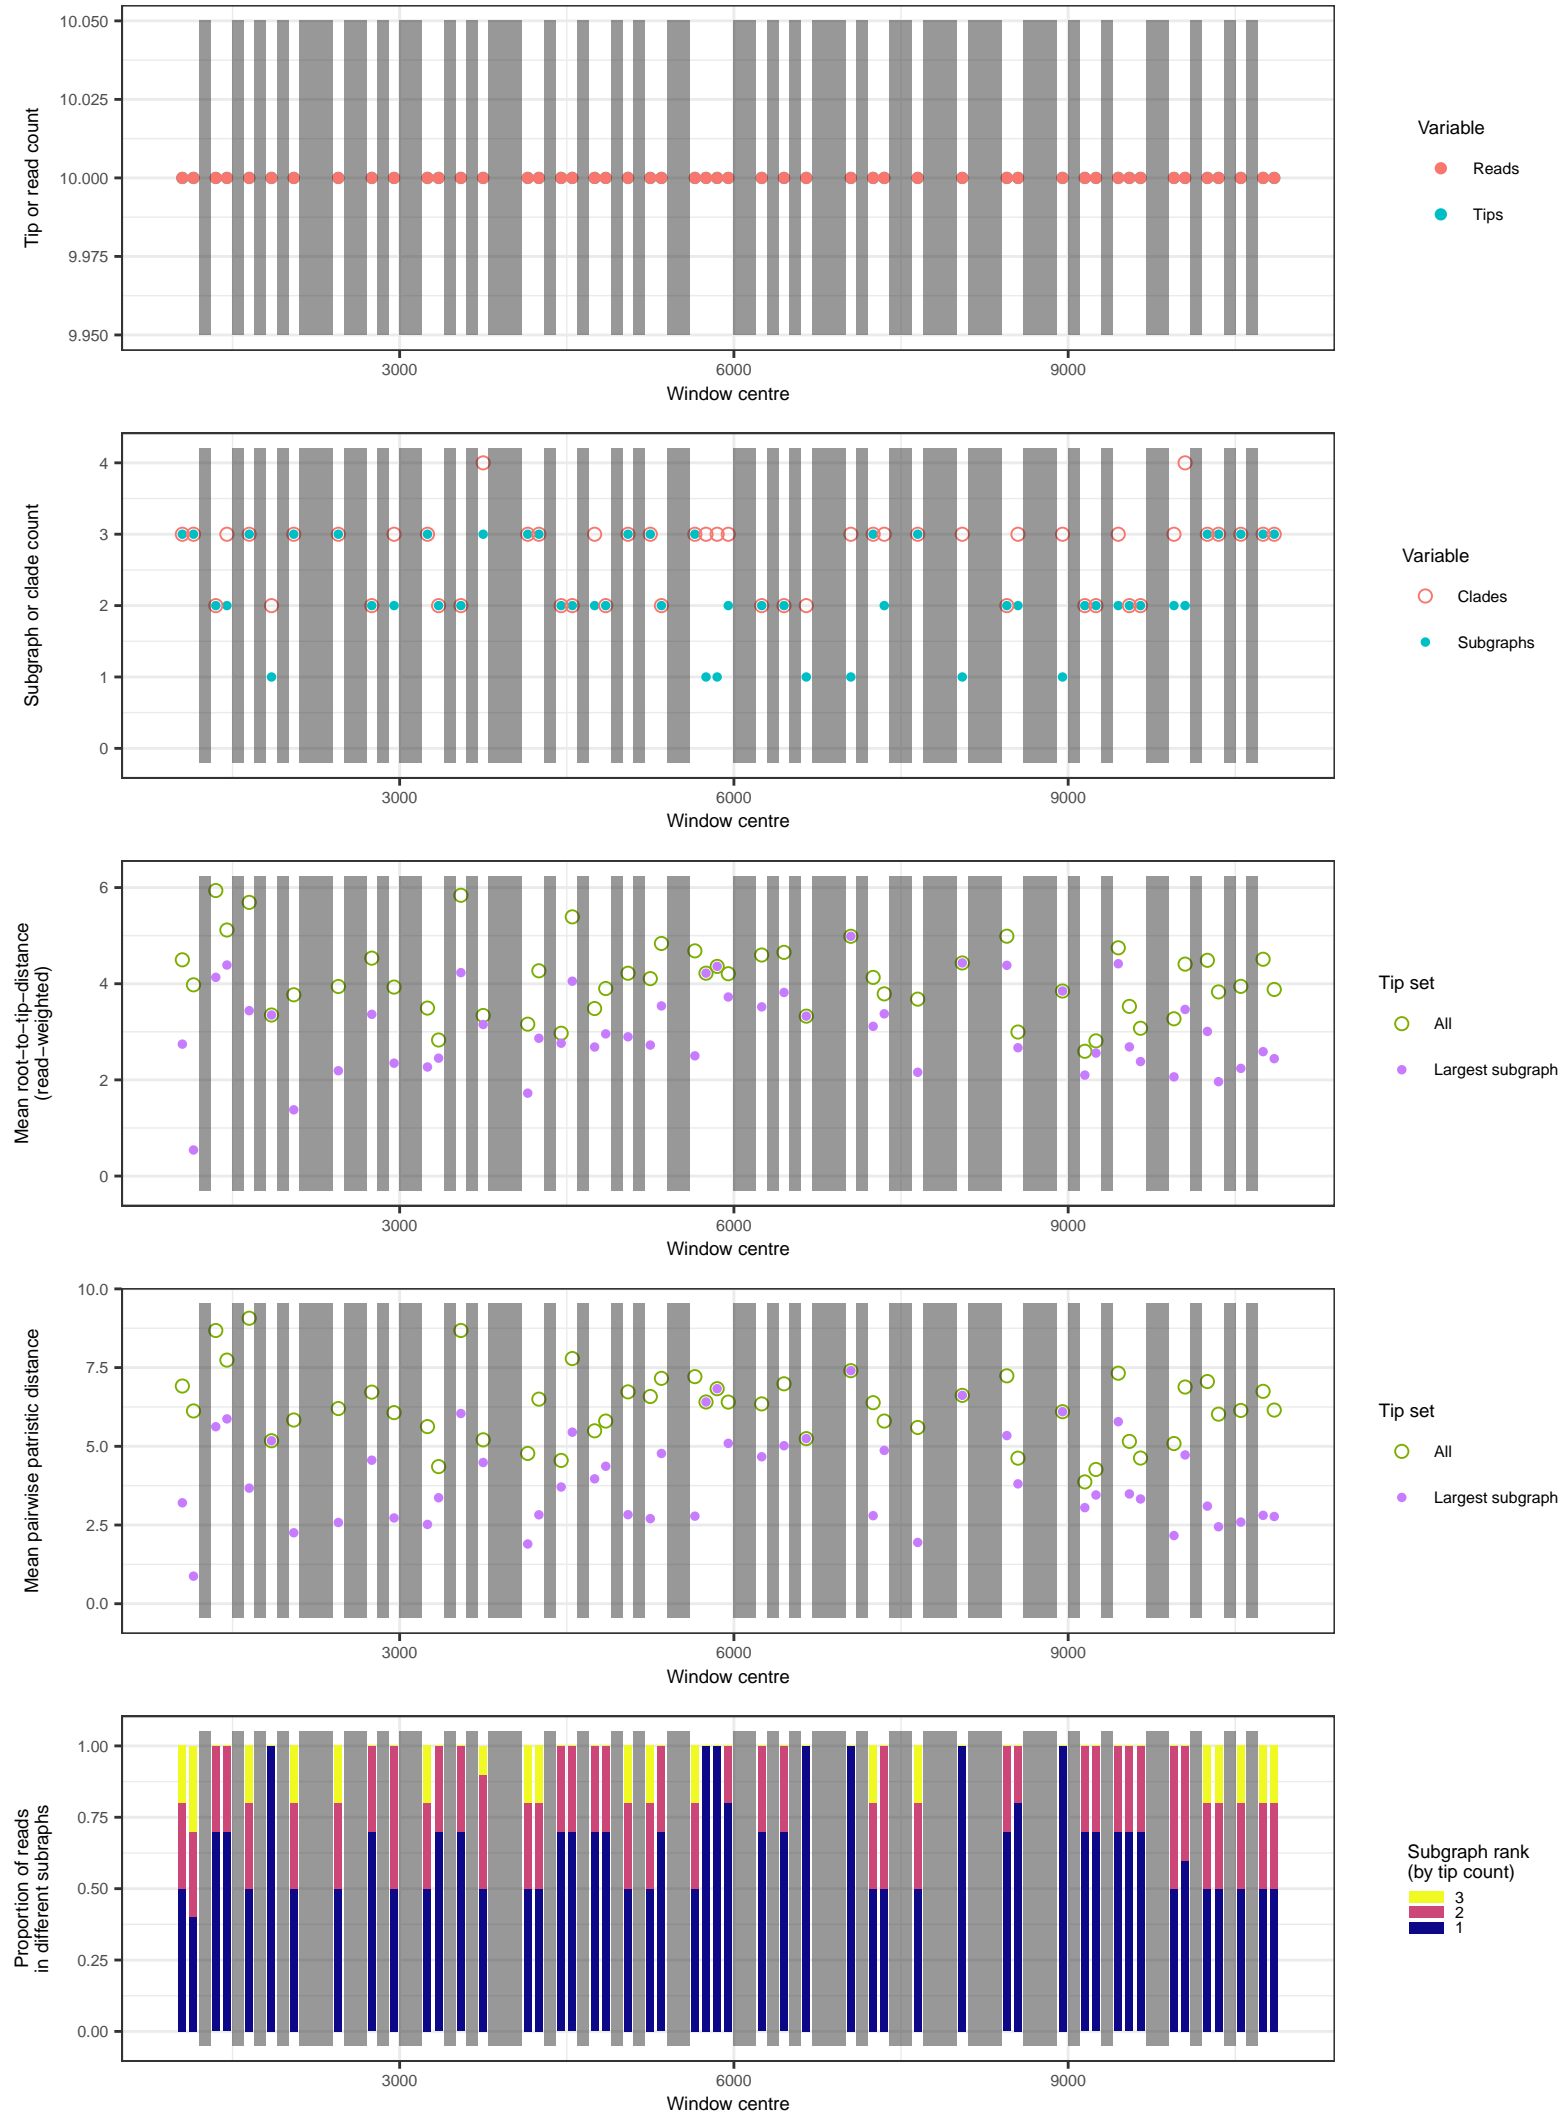 10.050
10.025
10.000
9.975
9.950
Tip or read count
3000
6000
9000
Window centre
Variable
Reads
Tips
4
3
2
1
0
Subgraph or clade count
3000
6000
9000
Window centre
Variable
Clades
Subgraphs
6
4
2
0
Mean root−to−tip−distance
(read−weighted)
3000
6000
9000
Window centre
Tip set
All
Largest subgraph
10.0
7.5
5.0
2.5
0.0
Mean pairwise patristic distance
3000
6000
9000
Window centre
Tip set
All
Largest subgraph
1.00
0.75
0.50
0.25
0.00
Proportion of reads
in different subraphs
3000
6000
9000
Window centre
Subgraph rank
(by tip count)
3
2
1